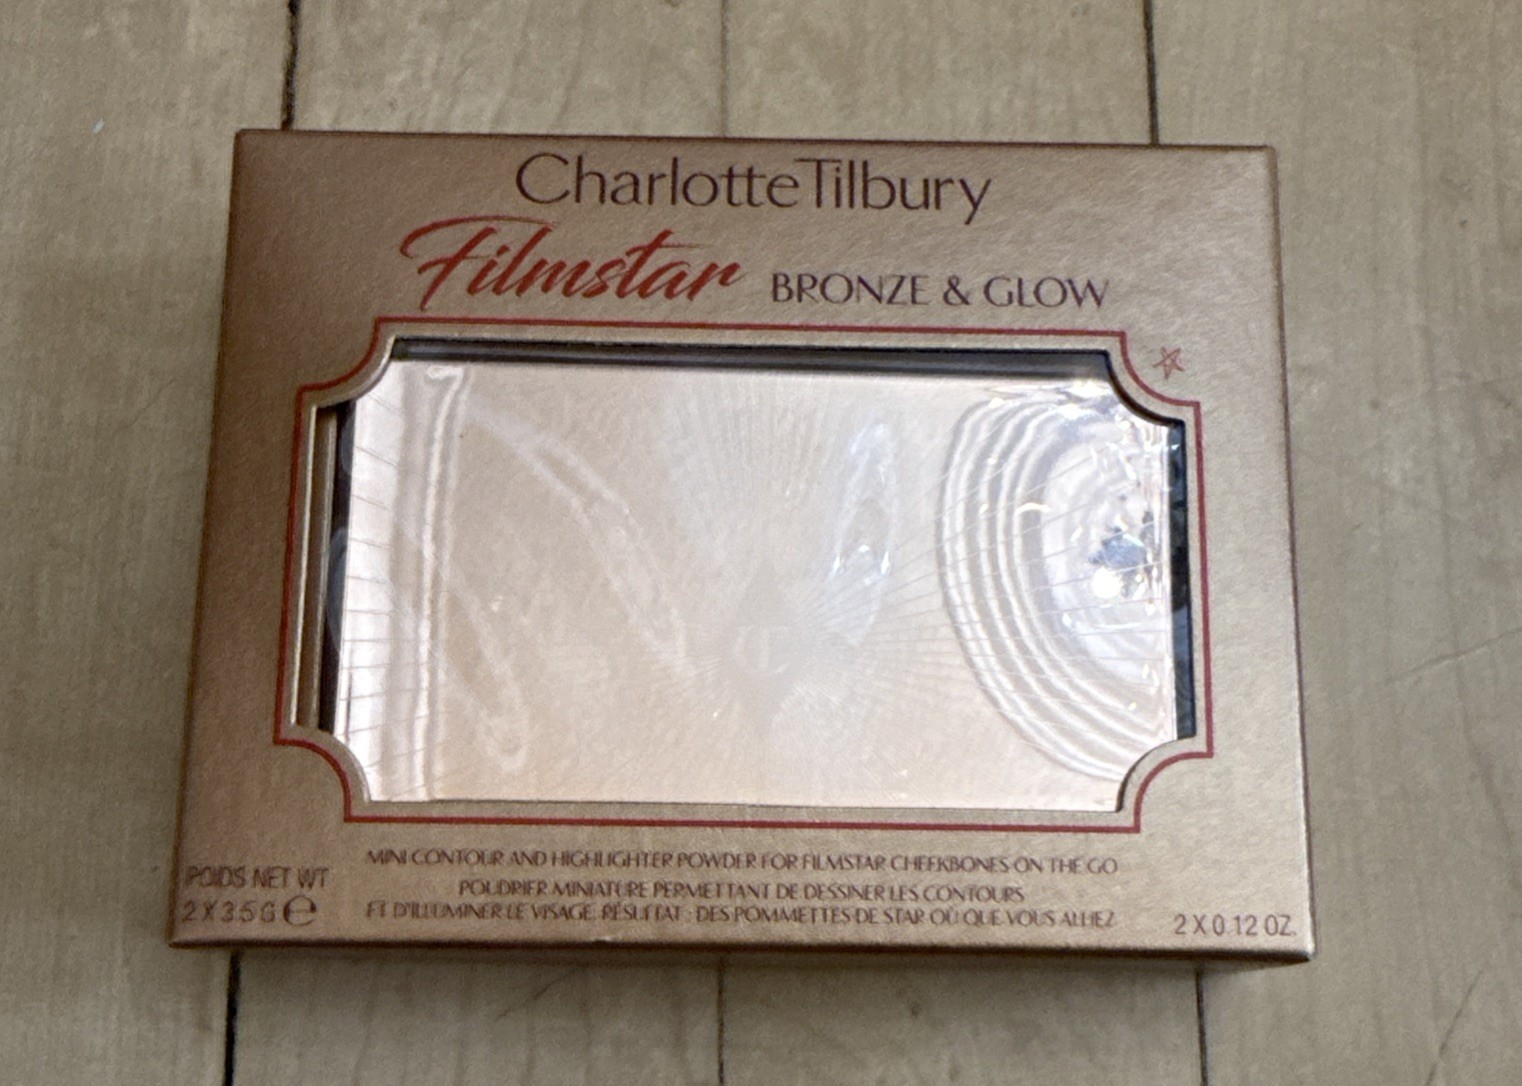 Charlotte Tilbury
Filmstar BRONZE & GLOW
MINI CONTOUR AND HIGHLIGHTER POWDER FOR FILMSTAR CHEEKBONES ON THE GO
POUDRIER MINIATURE PERMETTANT DE DESSINER LES CONTOURS
ET D'ILLUMINER LE VISAGE. RÉSULTAT : DES POMMETTES DE STAR OÙ QUE VOUS ALLIEZ
POIDS NET WT
2 X 3.5 G e
2 X 0.12 OZ.